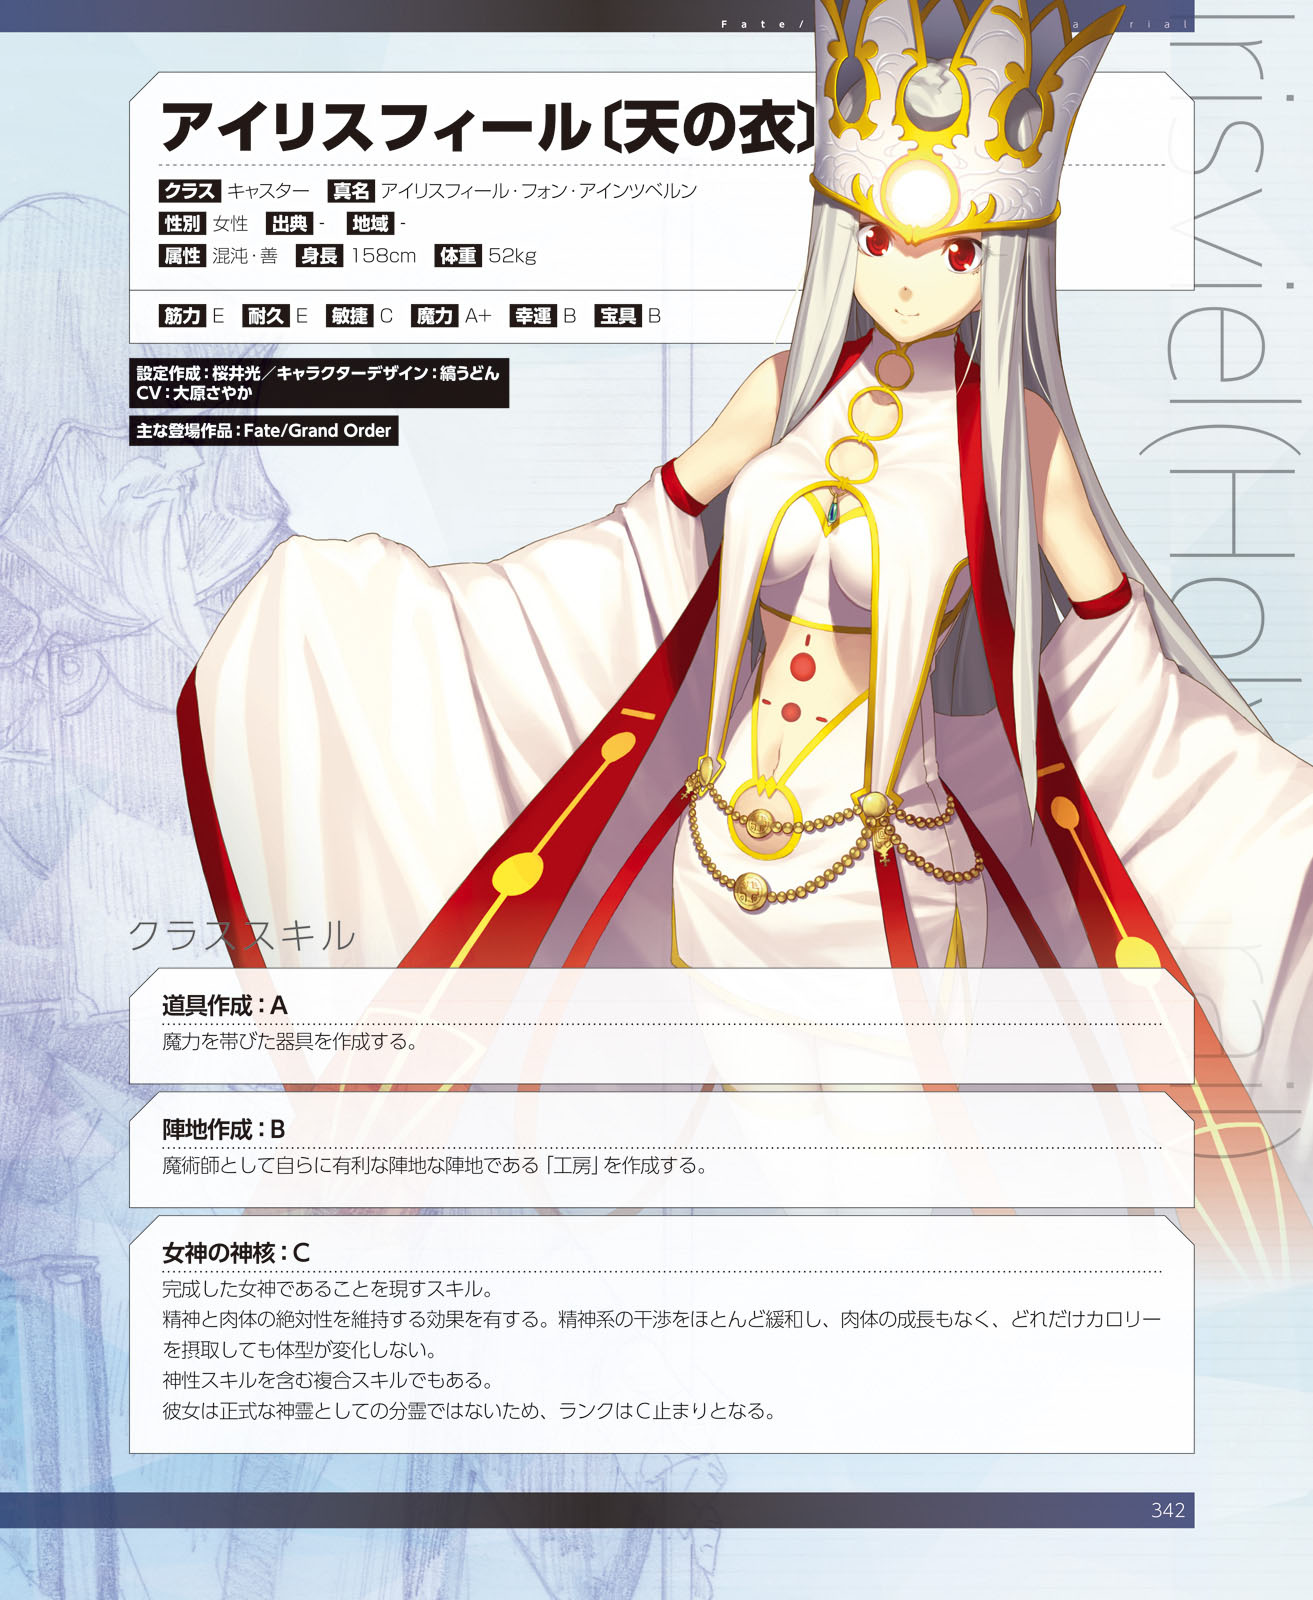 Fate/
rial
アイリスフィール〔天の衣〕
クラス キャスター 真名 アイリスフィール・フォン・アインツベルン
性別 女性 出典 - 地域 -
属性 混沌・善 身長 158cm 体重 52kg
筋力 E 耐久 E 敏捷 C 魔力 A+ 幸運 B 宝具 B
設定作成：桜井光／キャラクターデザイン：縞うどん
CV：大原さやか
主な登場作品：Fate/Grand Order
クラススキル
道具作成：A
魔力を帯びた器具を作成する。
陣地作成：B
魔術師として自らに有利な陣地な陣地である「工房」を作成する。
女神の神核：C
完成した女神であることを現すスキル。
精神と肉体の絶対性を維持する効果を有する。精神系の干渉をほとんど緩和し、肉体の成長もなく、どれだけカロリー
を摂取しても体型が変化しない。
神性スキルを含む複合スキルでもある。
彼女は正式な神霊としての分霊ではないため、ランクはC止まりとなる。
342